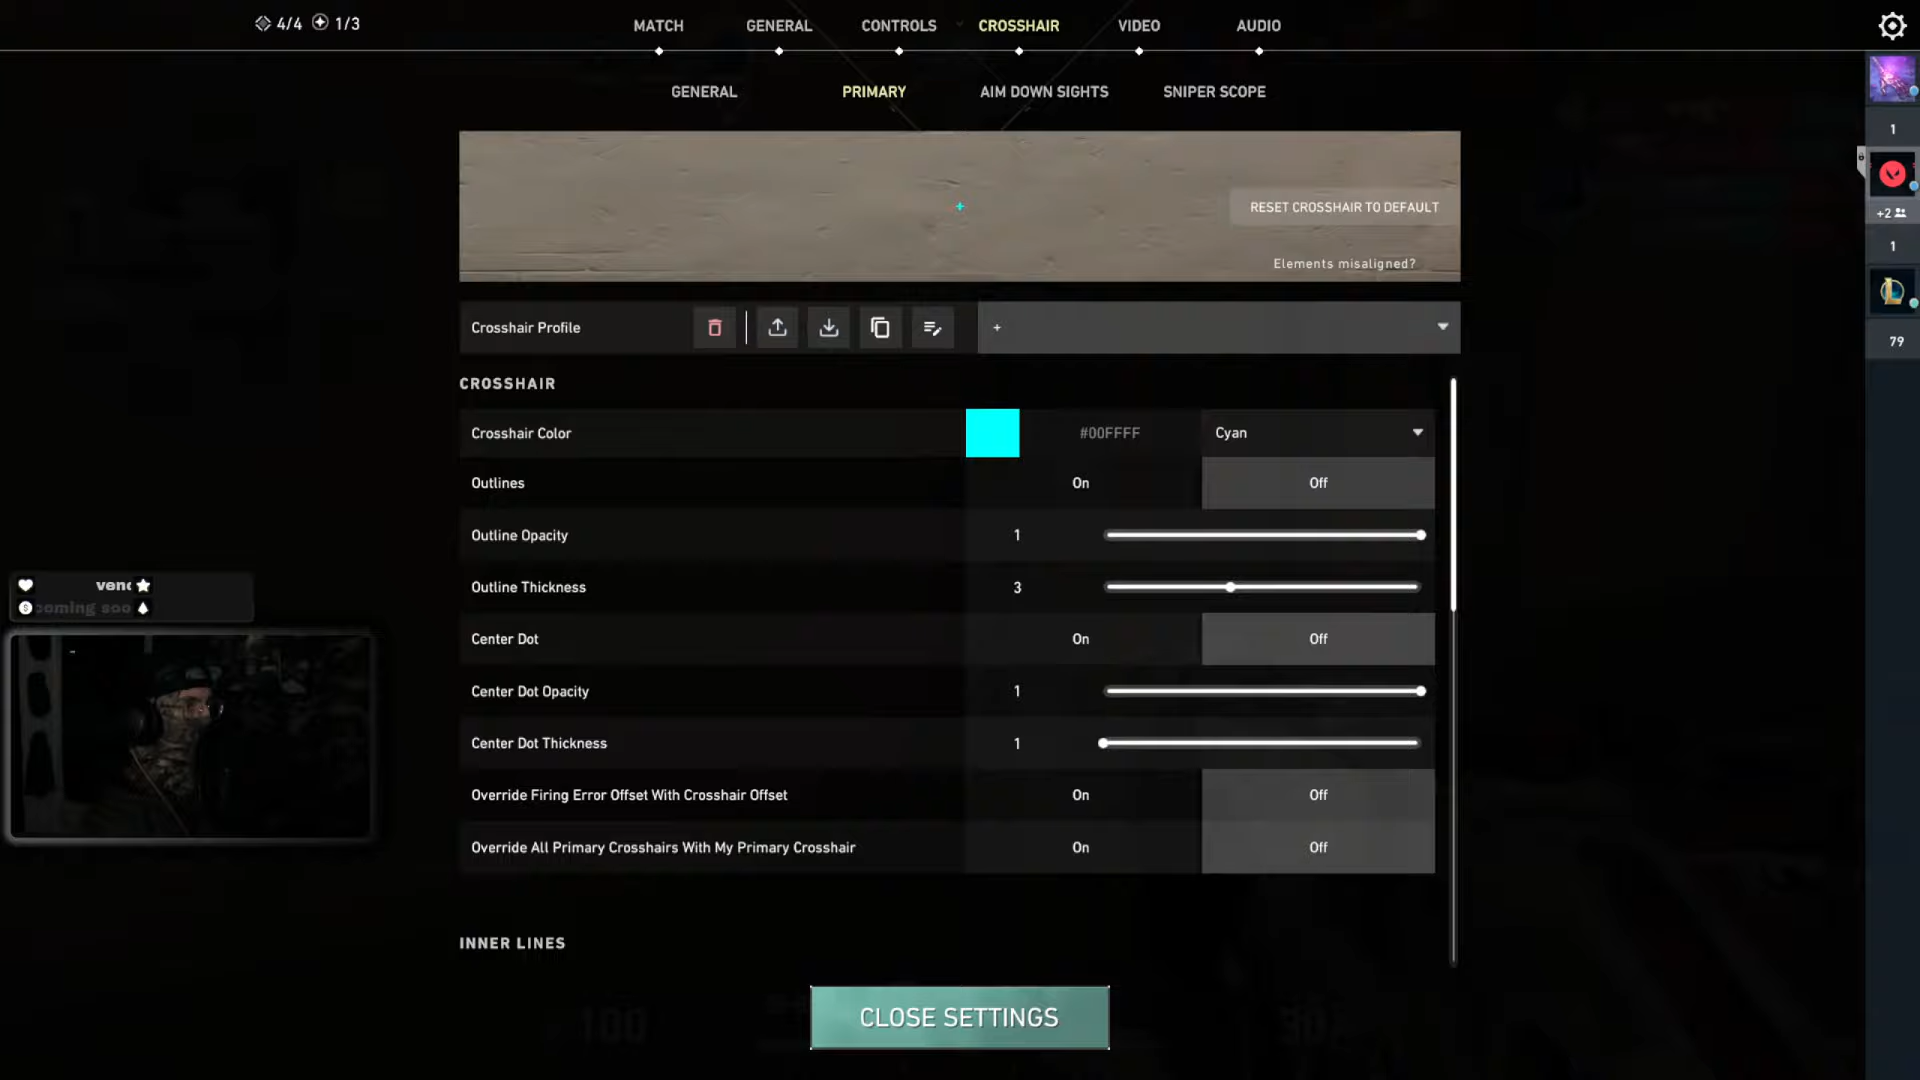 4/4 1/3
MATCH GENERAL CONTROLS CROSSHAIR VIDEO AUDIO
GENERAL PRIMARY AIM DOWN SIGHTS SNIPER SCOPE
RESET CROSSHAIR TO DEFAULT
Elements misaligned?
Crosshair Profile +
CROSSHAIR
Crosshair Color #00FFFF Cyan
Outlines On Off
Outline Opacity 1
Outline Thickness 3
Center Dot On Off
Center Dot Opacity 1
Center Dot Thickness 1
Override Firing Error Offset With Crosshair Offset On Off
Override All Primary Crosshairs With My Primary Crosshair On Off
INNER LINES
CLOSE SETTINGS
100
1
+2
1
79
coming soo